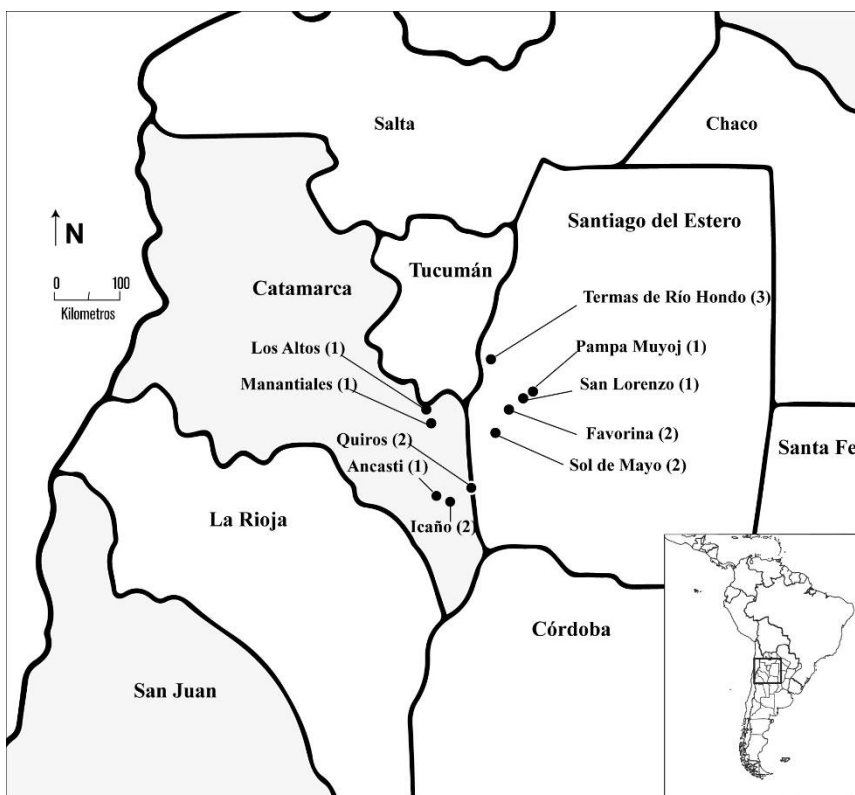 Salta
Chaco
Santiago del Estero
N
0 100
Kilometros
Catamarca
Tucumán
Termas de Río Hondo (3)
Los Altos (1)
Pampa Muyoj (1)
Manantiales (1)
San Lorenzo (1)
Quiros (2)
Favorina (2)
Santa Fe
Ancasti (1)
Sol de Mayo (2)
La Rioja
Icaño (2)
Córdoba
San Juan